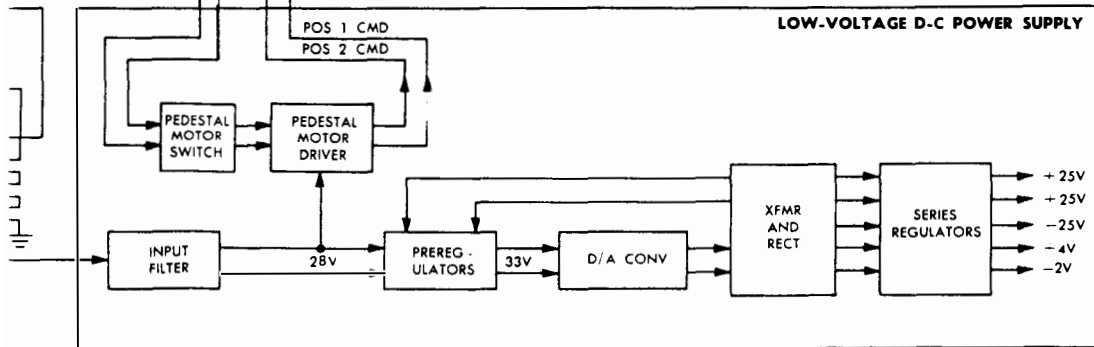 LOW-VOLTAGE D-C POWER SUPPLY
POS 1 CMD
POS 2 CMD
PEDESTAL
MOTOR
SWITCH
PEDESTAL
MOTOR
DRIVER
INPUT
FILTER
28V
PREREG-
ULATORS
33V
D/A CONV
XFMR
AND
RECT
SERIES
REGULATORS
+25V
+25V
-25V
+4V
-2V